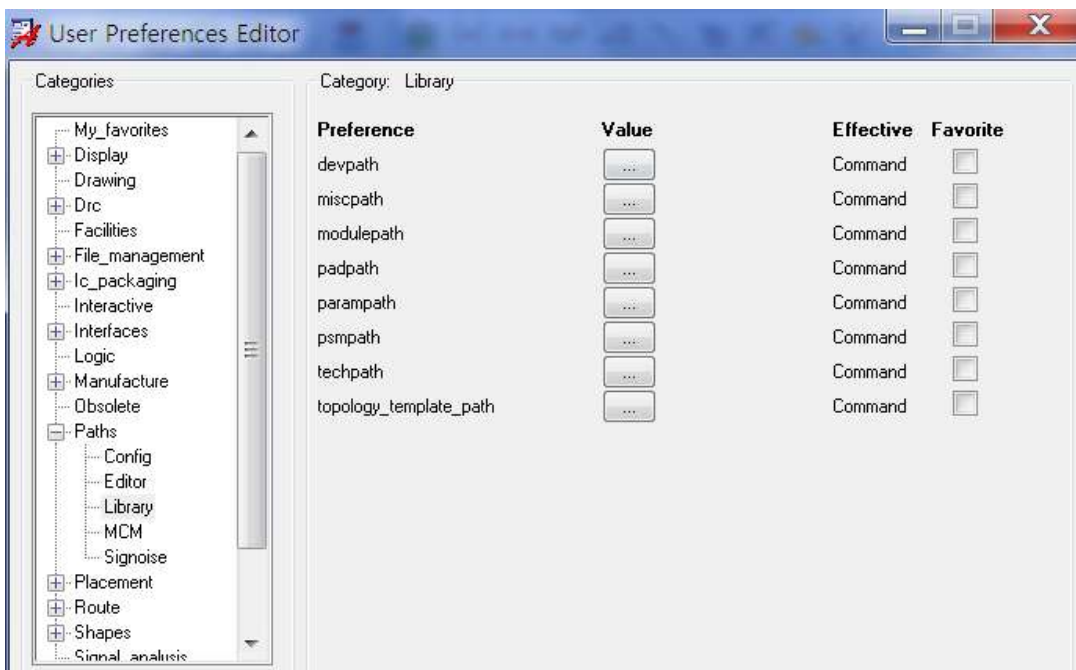 User Preferences Editor
Categories
My_favorites
Display
Drawing
Drc
Facilities
File_management
Ic_packaging
Interactive
Interfaces
Logic
Manufacture
Obsolete
Paths
Config
Editor
Library
MCM
Signoise
Placement
Route
Shapes
Signal_analysis
Category: Library
Preference Value Effective Favorite
devpath ... Command
miscpath ... Command
modulepath ... Command
padpath ... Command
parampath ... Command
psmpath ... Command
techpath ... Command
topology_template_path ... Command